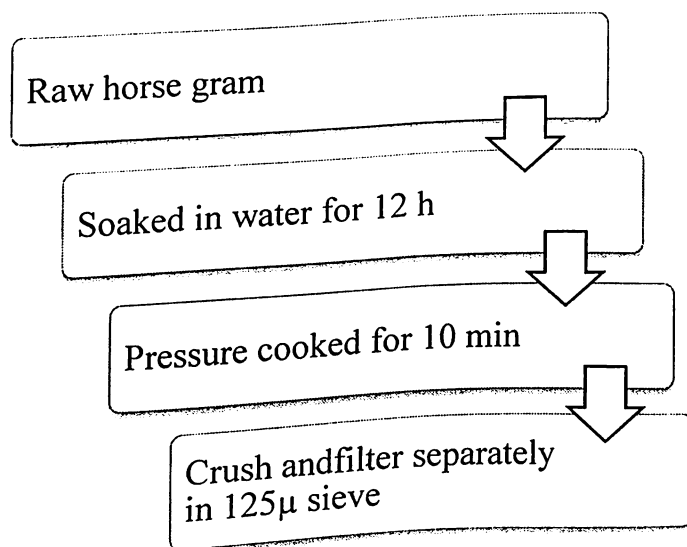 Raw horse gram
Soaked in water for 12 h
Pressure cooked for 10 min
Crush andfilter separately
in 125µ sieve